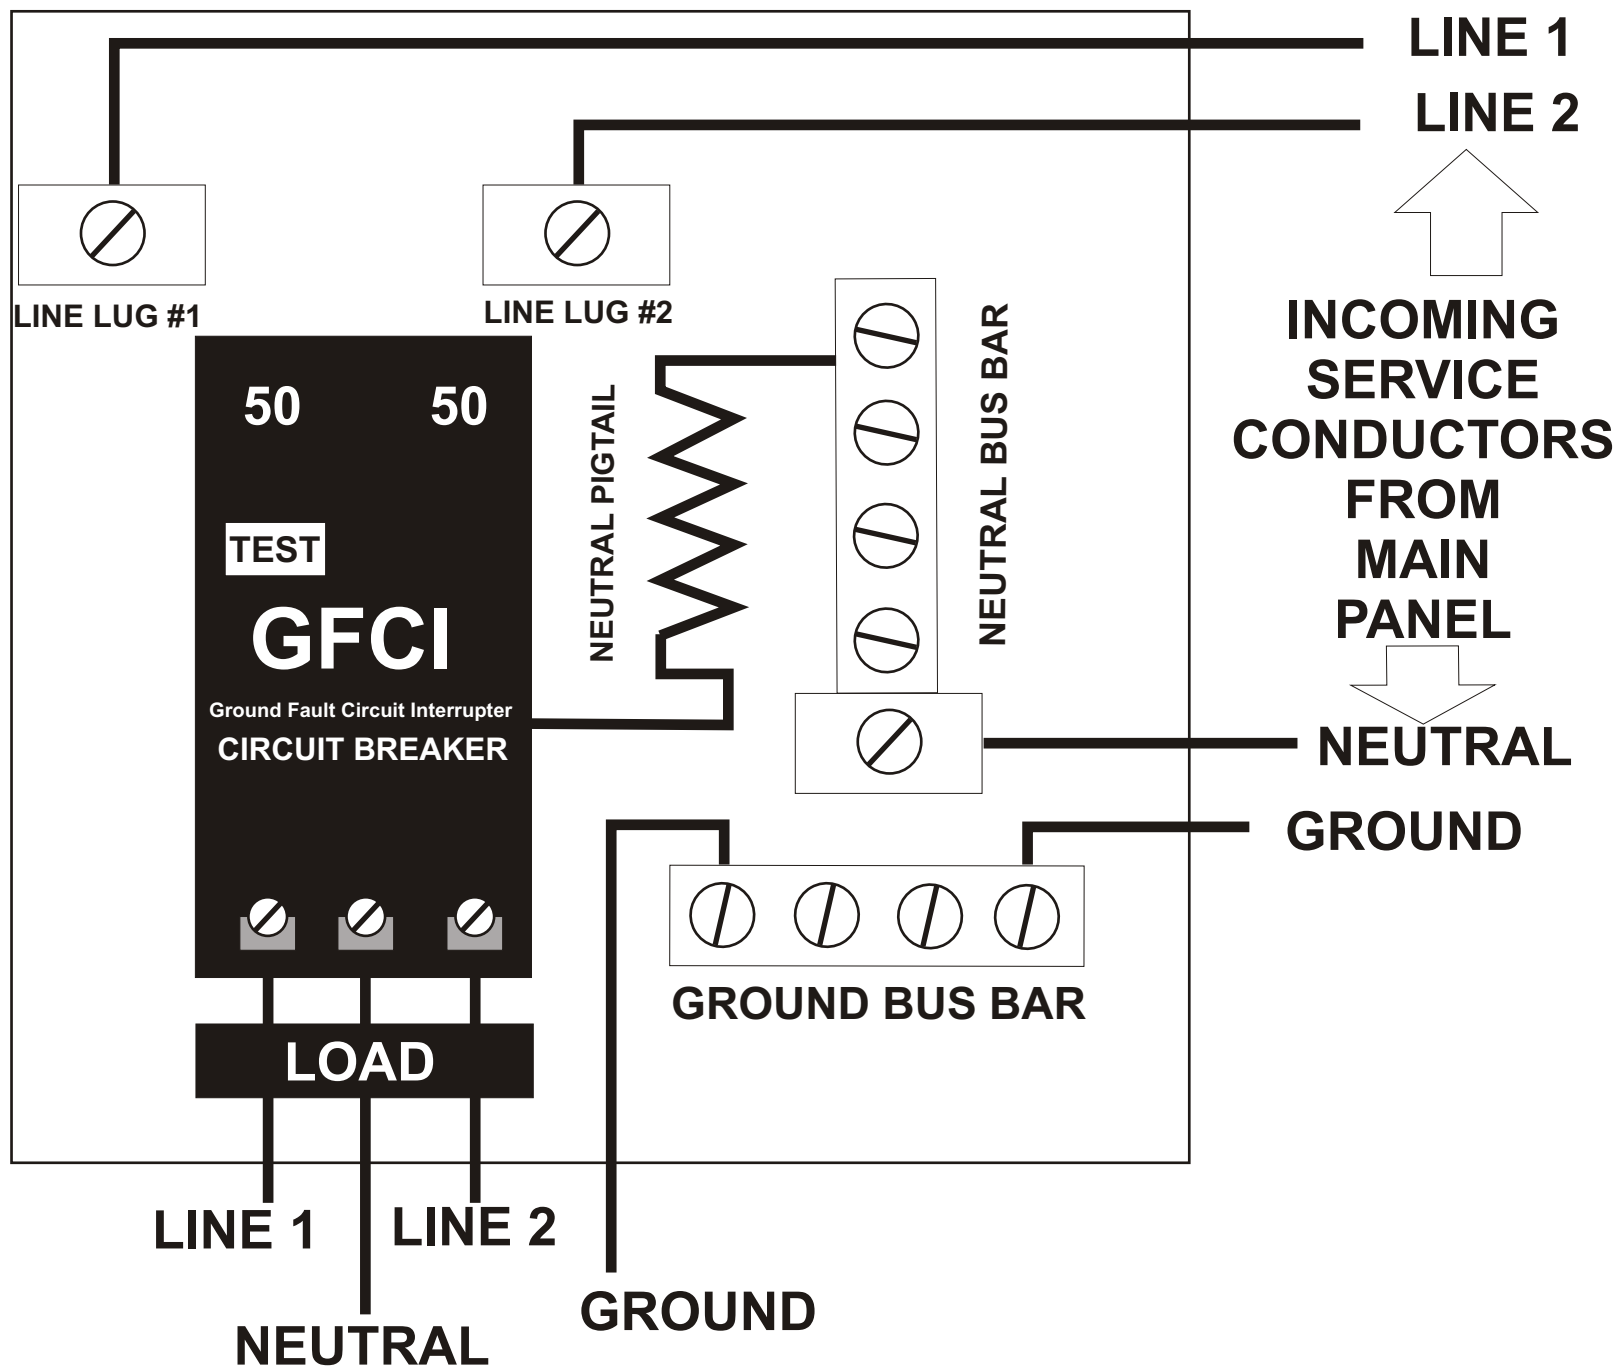 LINE 1
LINE 2
LINE LUG #1
LINE LUG #2
50
50
TEST
GFCI
Ground Fault Circuit Interrupter
CIRCUIT BREAKER
NEUTRAL PIGTAIL
NEUTRAL BUS BAR
INCOMING
SERVICE
CONDUCTORS
FROM
MAIN
PANEL
NEUTRAL
GROUND
GROUND BUS BAR
LOAD
LINE 1
LINE 2
GROUND
NEUTRAL